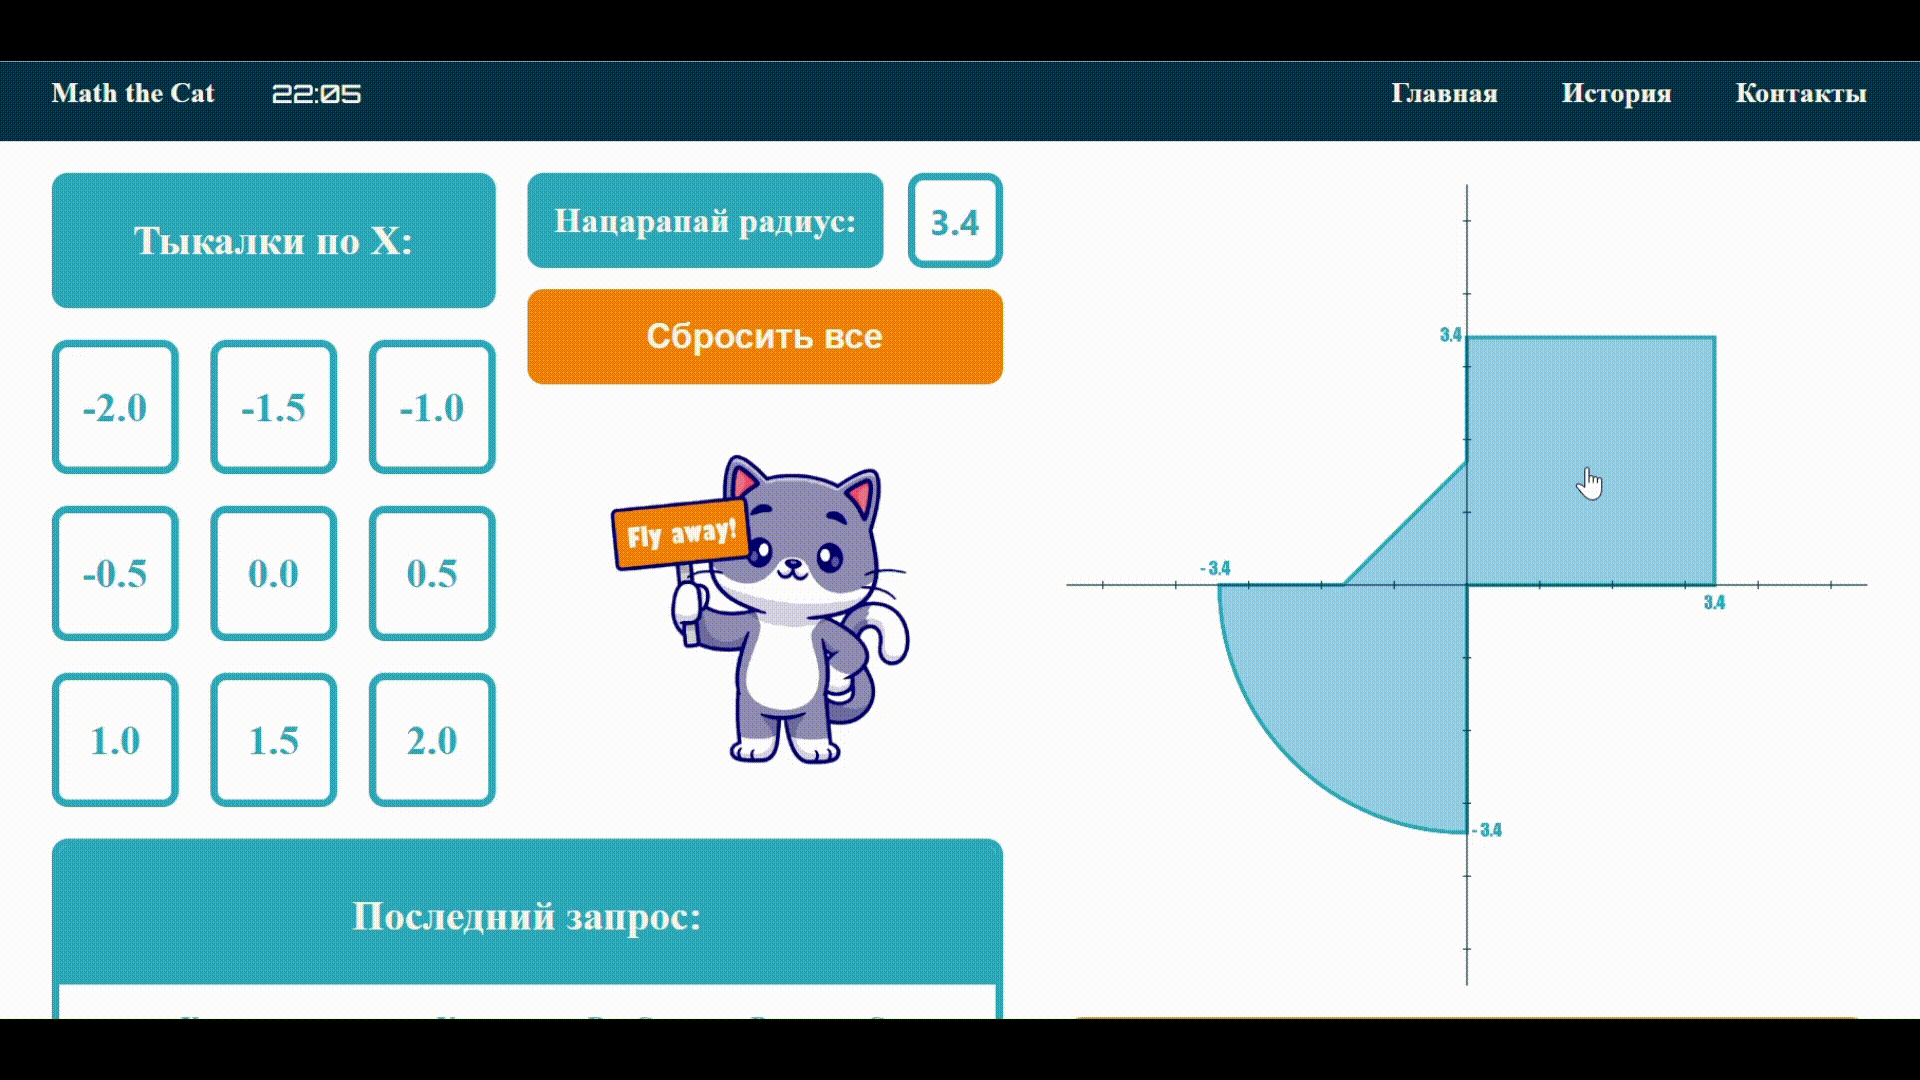 Math the Cat
22:05
Главная
История
Контакты
Тыкалки по X:
-2.0
-1.5
-1.0
-0.5
0.0
0.5
1.0
1.5
2.0
Нацарапай радиус:
3.4
Сбросить все
Fly away!
Последний запрос:
3.4
- 3.4
3.4
- 3.4